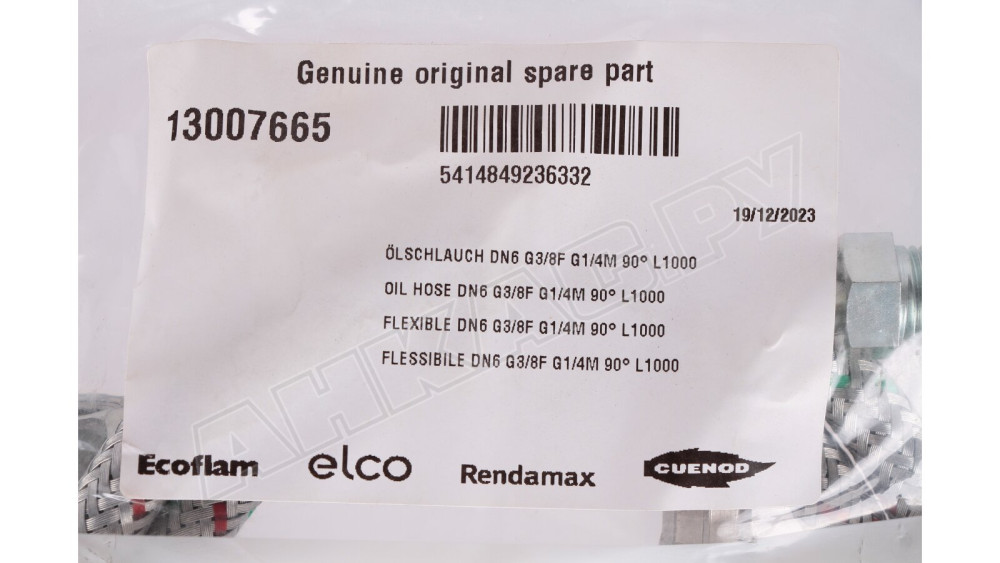 Genuine original spare part
13007665
5414849236332
19/12/2023
ÖLSCHLAUCH DN6 G3/8F G1/4M 90° L1000
OIL HOSE DN6 G3/8F G1/4M 90° L1000
FLEXIBLE DN6 G3/8F G1/4M 90° L1000
FLESSIBILE DN6 G3/8F G1/4M 90° L1000
Ecoflam elco Rendamax CUENOD
АНКАС.РУ